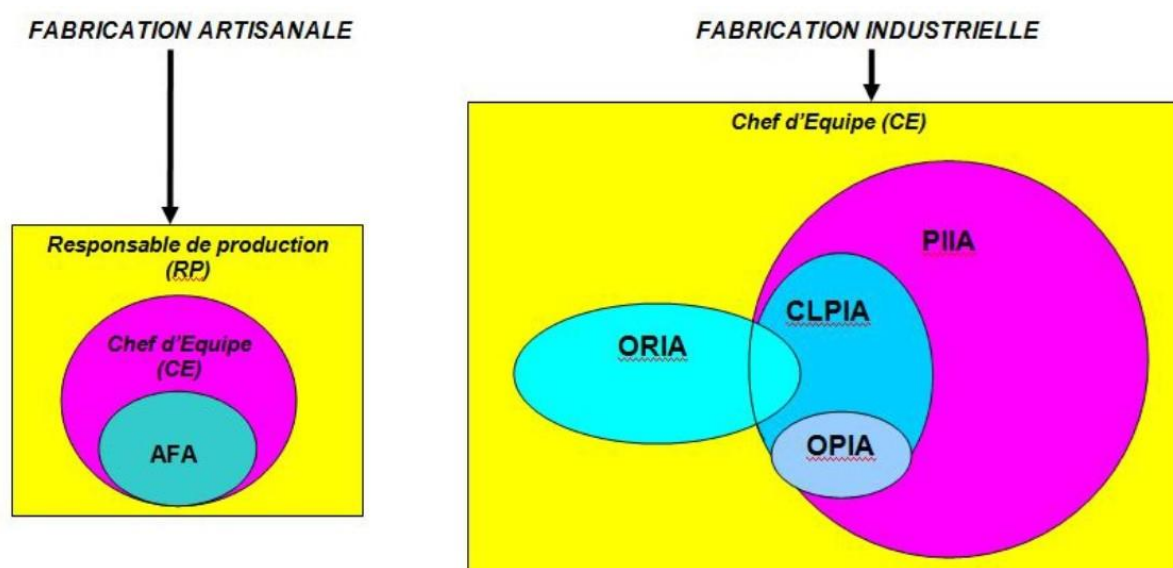 FABRICATION ARTISANALE
FABRICATION INDUSTRIELLE
Chef d'Equipe (CE)
Responsable de production
(RP)
Chef d'Equipe
(CE)
AFA
PIIA
CLPIA
ORIA
OPIA